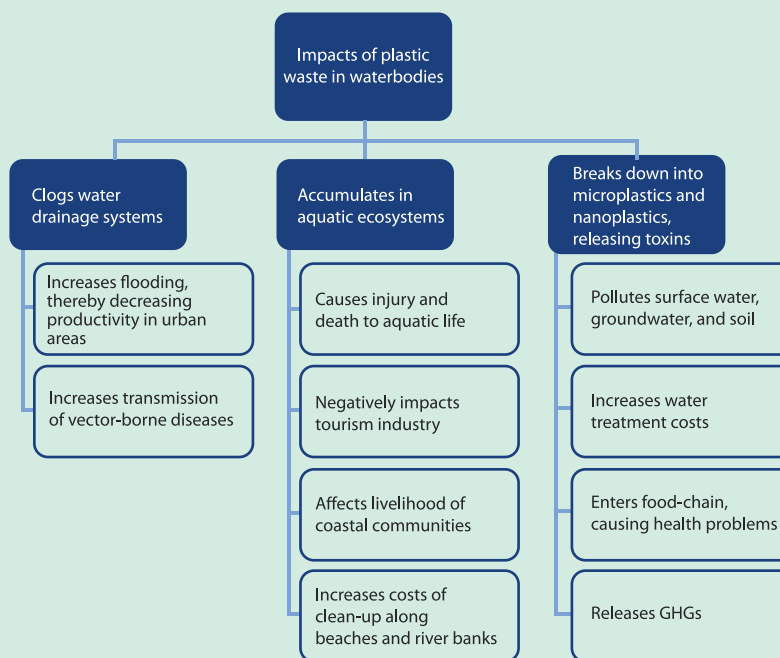 Impacts of plastic
waste in waterbodies
Clogs water
drainage systems
Increases flooding,
thereby decreasing
productivity in urban
areas
Increases transmission
of vector-borne diseases
Accumulates in
aquatic ecosystems
Causes injury and
death to aquatic life
Negatively impacts
tourism industry
Affects livelihood of
coastal communities
Increases costs of
clean-up along
beaches and river banks
Breaks down into
microplastics and
nanoplastics,
releasing toxins
Pollutes surface water,
groundwater, and soil
Increases water
treatment costs
Enters food-chain,
causing health problems
Releases GHGs